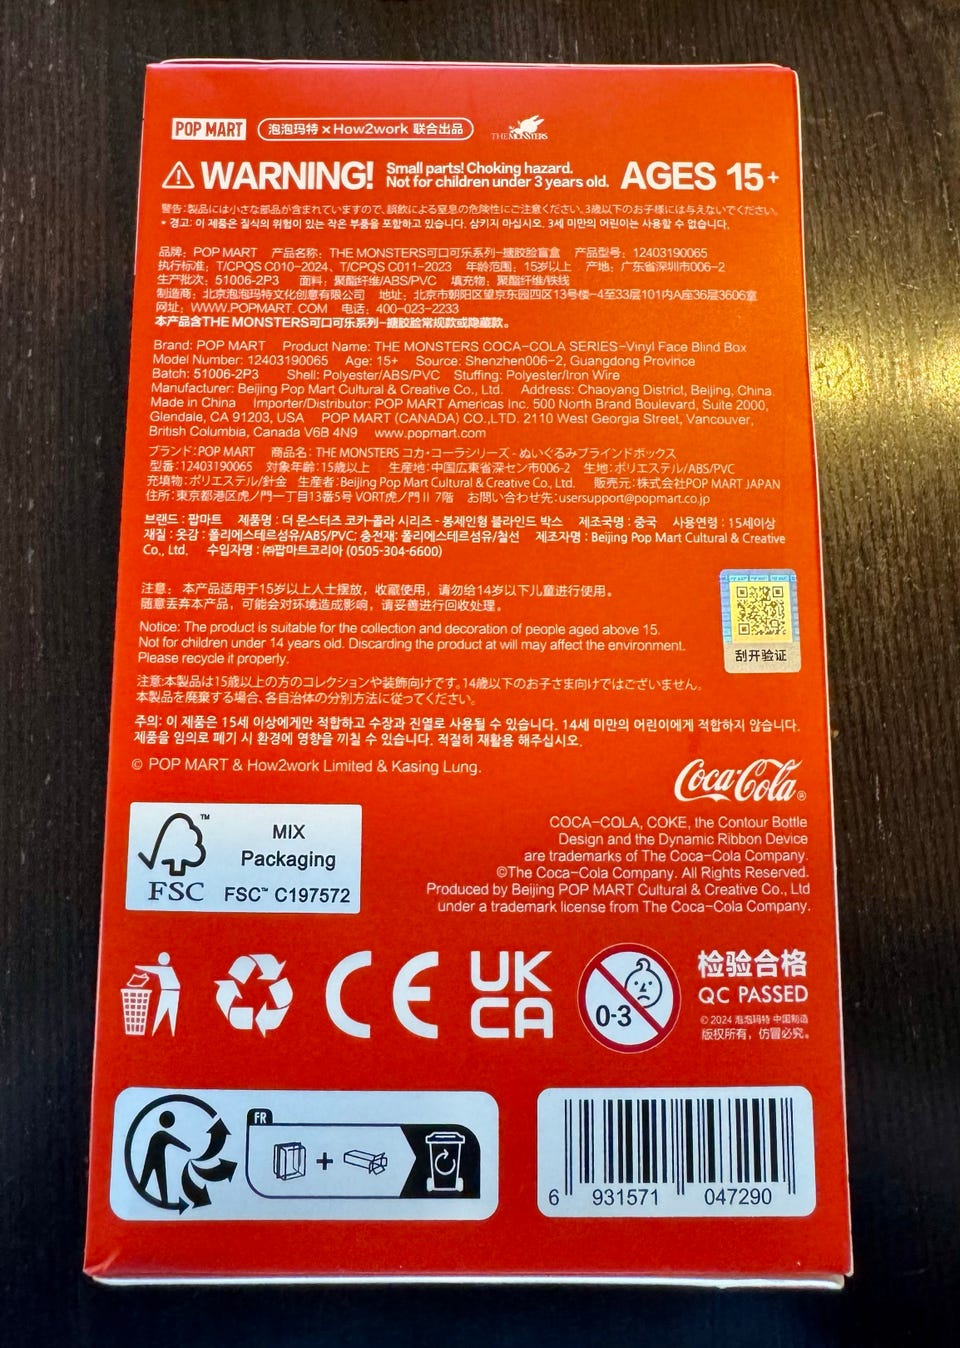 POP MART 泡泡玛特×How2work 联合出品 THE MONSTERS
WARNING! Small parts! Choking hazard. AGES 15+
Not for children under 3 years old.
警告:製品には小さな部品が含まれていますので、誤飲による窒息の危険性にご注意ください。3歳以下のお子様には与えないでください。
* 경고: 이 제품은 질식의 위험이 있는 작은 부품을 포함하고 있습니다. 삼키지 마십시오. 3세 미만의 어린이는 사용할 수 없습니다.
品牌：POP MART 产品名称：THE MONSTERS可口可乐系列-搪胶脸盲盒 产品型号：12403190065
执行标准：T/CPQS C010-2024、T/CPQS C011-2023 年龄范围：15岁以上 产地：广东省深圳市006-2
生产批次：51006-2P3 面料：聚酯纤维/ABS/PVC 填充物：聚酯纤维/铁线
制造商：北京泡泡玛特文化创意有限公司 地址：北京市朝阳区望京东园四区13号楼-4至33层101内A座36层3606室
网址：WWW.POPMART.COM 电话：400-023-2233
本产品含THE MONSTERS可口可乐系列-搪胶脸常规款或隐藏款。
Brand: POP MART Product Name: THE MONSTERS COCA-COLA SERIES-Vinyl Face Blind Box
Model Number: 12403190065 Age: 15+ Source: Shenzhen006-2, Guangdong Province
Batch: 51006-2P3 Shell: Polyester/ABS/PVC Stuffing: Polyester/Iron Wire
Manufacturer: Beijing Pop Mart Cultural & Creative Co., Ltd. Address: Chaoyang District, Beijing, China.
Made in China Importer/Distributor: POP MART Americas Inc. 500 North Brand Boulevard, Suite 2000,
Glendale, CA 91203, USA POP MART (CANADA) CO.,LTD. 2110 West Georgia Street, Vancouver,
British Columbia, Canada V6B 4N9 www.popmart.com
ブランド:POP MART 商品名：THE MONSTERS コカ・コーラシリーズ - ぬいぐるみブラインドボックス
型番:12403190065 対象年齢:15歳以上 生産地:中国広東省深セン市006-2 生地:ポリエステル/ABS/PVC
充填物:ポリエステル/針金 生産者:Beijing Pop Mart Cultural & Creative Co., Ltd. 販売元:株式会社POP MART JAPAN
住所:東京都港区虎ノ門一丁目13番5号 VORT虎ノ門II 7階 お問い合わせ先:usersupport@popmart.co.jp
브랜드 : 팝마트 제품명 : 더 몬스터즈 코카-콜라 시리즈 - 봉제인형 블라인드 박스 제조국명 : 중국 사용연령 : 15세이상
재질 : 옷감 : 폴리에스테르섬유/ABS/PVC; 충전재: 폴리에스테르섬유/철선 제조자명 : Beijing Pop Mart Cultural & Creative
Co., Ltd. 수입자명 : ㈜팝마트코리아 (0505-304-6600)
注意： 本产品适用于15岁以上人士摆放，收藏使用，请勿给14岁以下儿童进行使用。
随意丢弃本产品，可能会对环境造成影响，请妥善进行回收处理。
刮开验证
Notice: The product is suitable for the collection and decoration of people aged above 15.
Not for children under 14 years old. Discarding the product at will may affect the environment.
Please recycle it properly.
注意:本製品は15歳以上の方のコレクションや装飾向けです。14歳以下のお子さま向けではございません。
本製品を廃棄する場合、各自治体の分別方法に従ってください。
주의: 이 제품은 15세 이상에게만 적합하고 수장과 진열로 사용될 수 있습니다. 14세 미만의 어린이에게 적합하지 않습니다.
제품을 임의로 폐기 시 환경에 영향을 끼칠 수 있습니다. 적절히 재활용 해주십시오.
© POP MART & How2work Limited & Kasing Lung.
Coca-Cola
COCA-COLA, COKE, the Contour Bottle
Design and the Dynamic Ribbon Device
are trademarks of The Coca-Cola Company.
©The Coca-Cola Company. All Rights Reserved.
Produced by Beijing POP MART Cultural & Creative Co., Ltd
under a trademark license from The Coca-Cola Company.
FSC™
MIX
Packaging
FSC™ C197572
CE
UK
CA
0-3
检验合格
QC PASSED
© 2024 泡泡玛特 中国制造
版权所有，仿冒必究。
FR
6 931571 047290